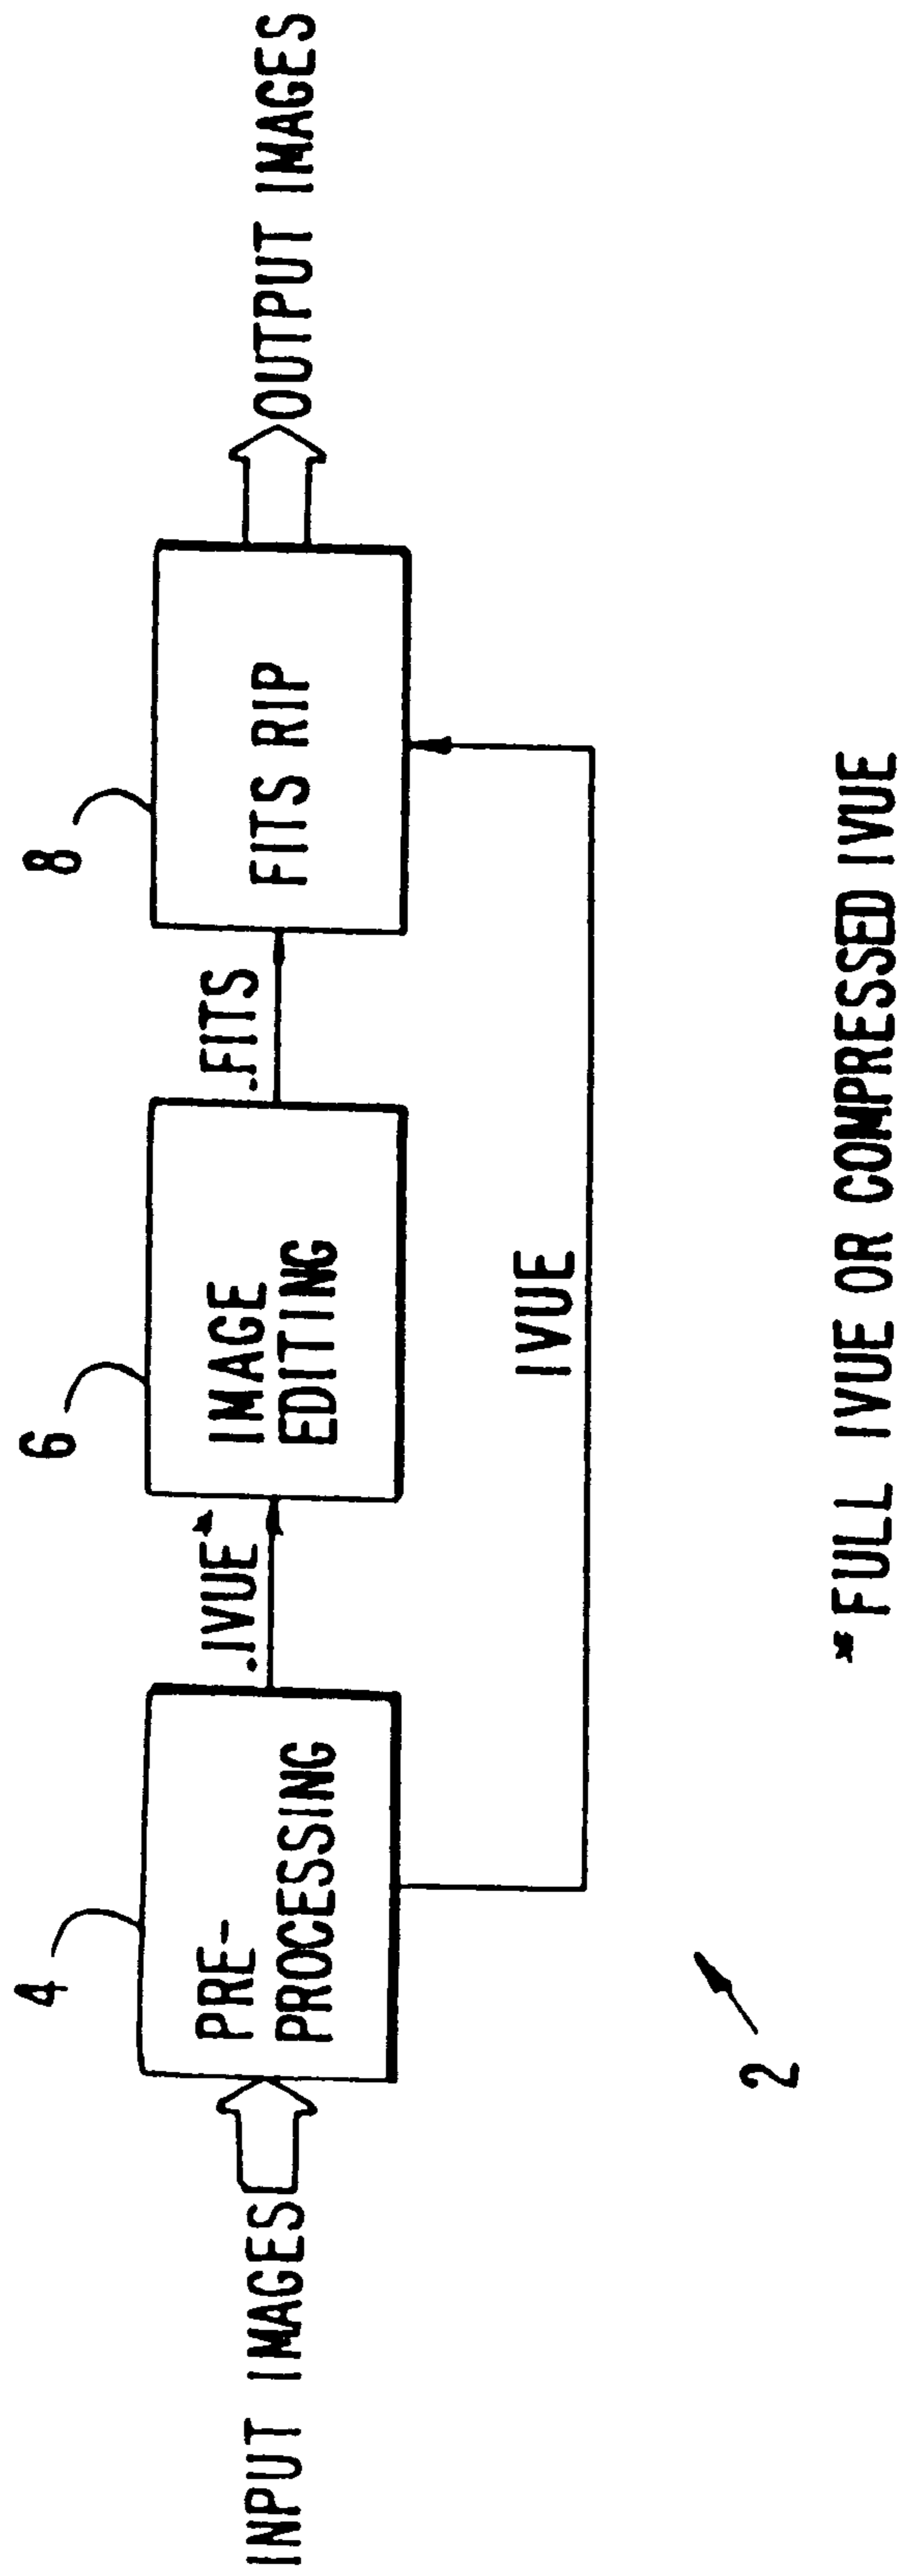 INPUT IMAGES
4
PRE-
PROCESSING
.IVUE*
6
IMAGE
EDITING
.FITS
8
FITS RIP
OUTPUT IMAGES
IVUE
2
*FULL IVUE OR COMPRESSED IVUE